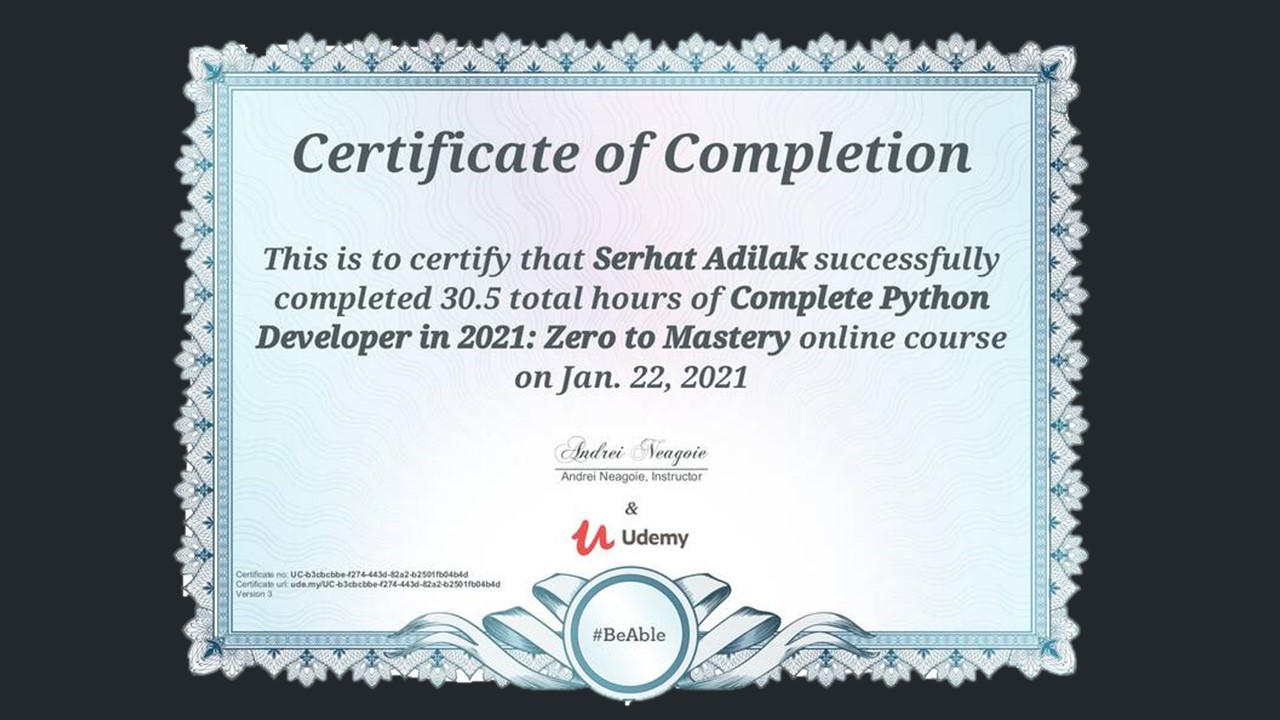 Certificate of Completion
This is to certify that Serhat Adilak successfully
completed 30.5 total hours of Complete Python
Developer in 2021: Zero to Mastery online course
on Jan. 22, 2021
Andrei Neagoie
Andrei Neagoie, Instructor
&
Udemy
Certificate no: UC-b3cbcbbe-f274-443d-82a2-b2501fb04b4d
Certificate url: ude.my/UC-b3cbcbbe-f274-443d-82a2-b2501fb04b4d
Version 3
#BeAble